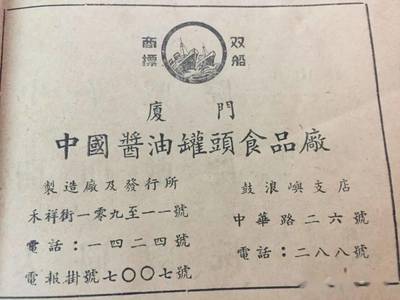 双船
商標
廈門
中國醬油罐頭食品廠
製造廠及發行所
禾祥街一零九至一一號
電話：一四二四號
電報掛號七〇〇七號
鼓浪嶼支店
中華路二六號
電話：二八八號